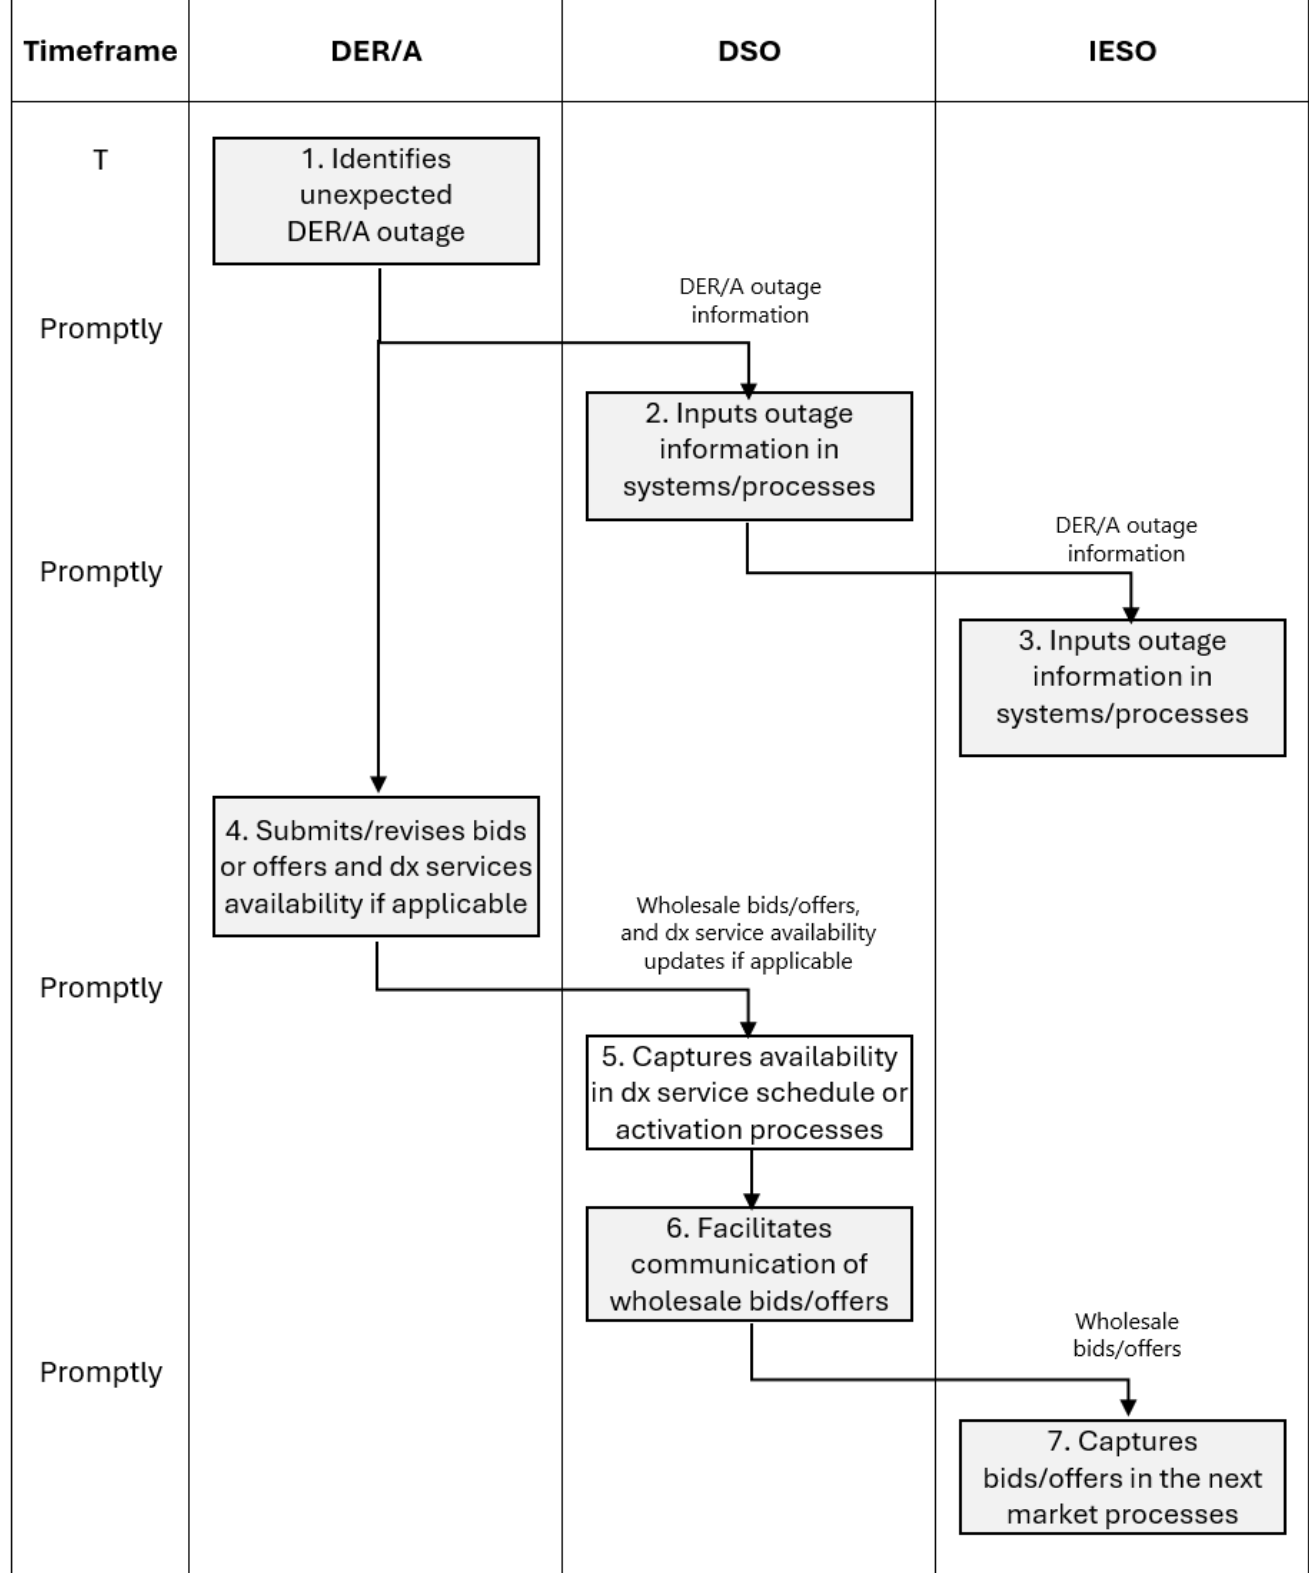 Timeframe
DER/A
DSO
IESO
T
1. Identifies
unexpected
DER/A outage
Promptly
DER/A outage
information
2. Inputs outage
information in
systems/processes
Promptly
DER/A outage
information
3. Inputs outage
information in
systems/processes
4. Submits/revises bids
or offers and dx services
availability if applicable
Promptly
Wholesale bids/offers,
and dx service availability
updates if applicable
5. Captures availability
in dx service schedule or
activation processes
6. Facilitates
communication of
wholesale bids/offers
Promptly
Wholesale
bids/offers
7. Captures
bids/offers in the next
market processes